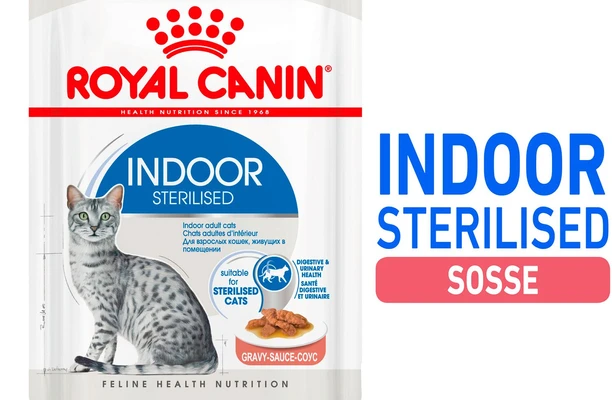 ROYAL CANIN®
HEALTH NUTRITION SINCE 1968
INDOOR
STERILISED
Indoor adult cats
Chats adultes d'intérieur
Для взрослых кошек, живущих в
помещении
suitable
for
STERILISED
CATS
DIGESTIVE &
URINARY
HEALTH
SANTÉ
DIGESTIVE
ET URINAIRE
GRAVY-SAUCE-СОУС
FELINE HEALTH NUTRITION
INDOOR
STERILISED
SOSSE